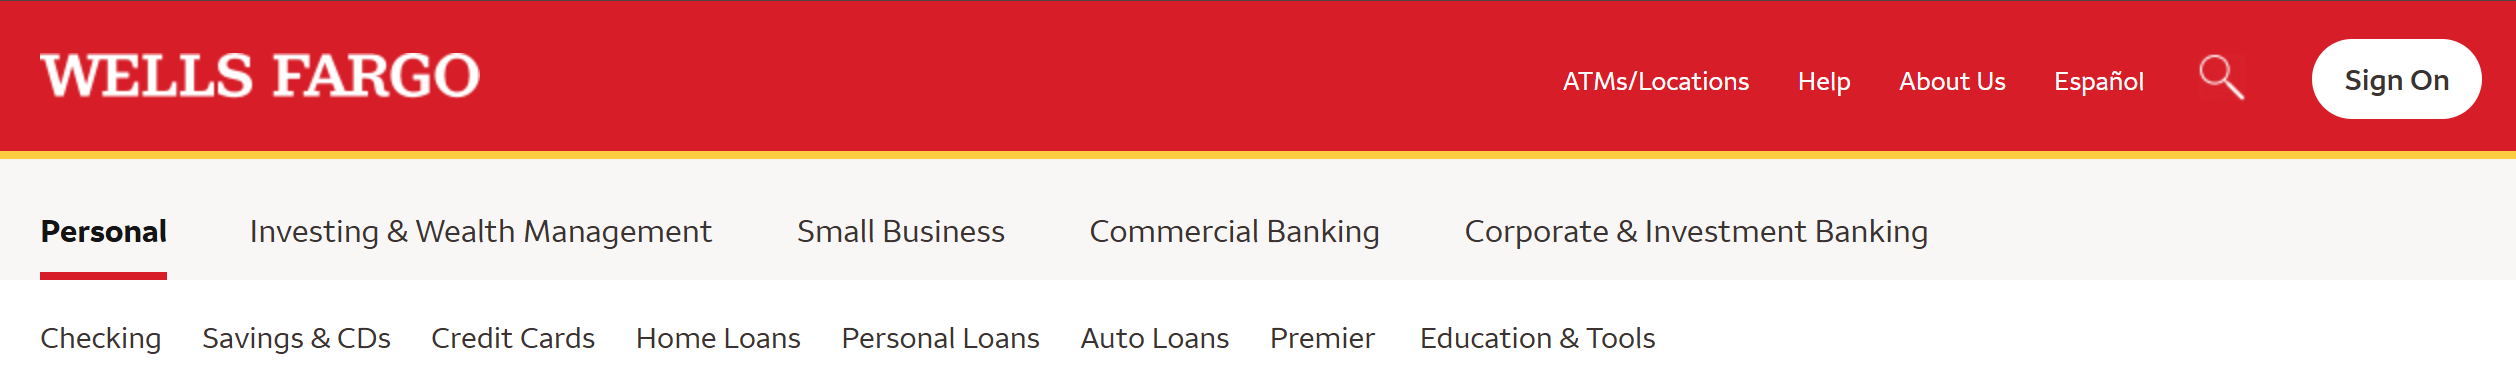 WELLS FARGO ATMs/Locations Help About Us Español Sign On
Personal Investing & Wealth Management Small Business Commercial Banking Corporate & Investment Banking
Checking Savings & CDs Credit Cards Home Loans Personal Loans Auto Loans Premier Education & Tools